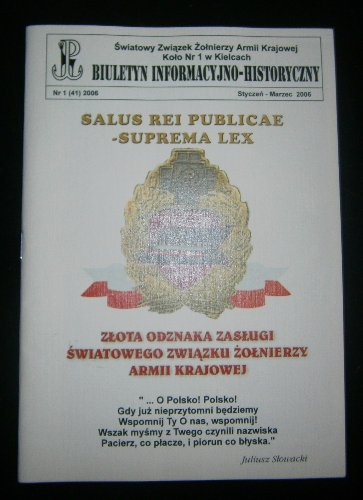 Światowy Związek Żołnierzy Armii Krajowej
Koło Nr 1 w Kielcach
BIULETYN INFORMACYJNO-HISTORYCZNY
Nr 1 (41) 2006
Styczeń - Marzec 2006
SALUS REI PUBLICAE
-SUPREMA LEX
ZŁOTA ODZNAKA ZASŁUGI
ŚWIATOWEGO ZWIĄZKU ŻOŁNIERZY
ARMII KRAJOWEJ
" ... O Polsko! Polsko!
Gdy już nieprzytomni będziemy
Wspomnij Ty O nas, wspomnij!
Wszak myśmy z Twego czynili nazwiska
Pacierz, co płacze, i piorun co błyska."
Juliusz Słowacki